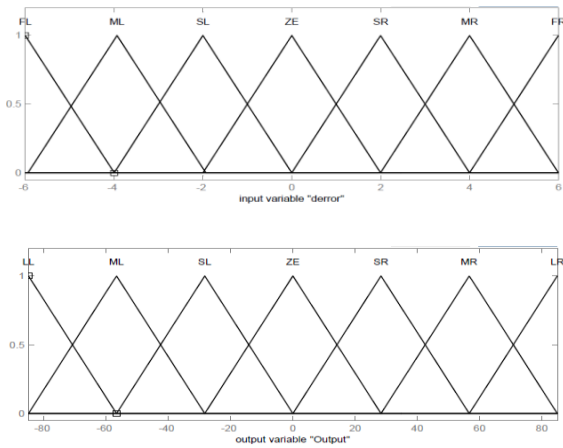 FL ML SL ZE SR MR FR
1
0.5
0
-6 -4 -2 0 2 4 6
input variable "derror"
LL ML SL ZE SR MR LR
1
0.5
0
-80 -60 -40 -20 0 20 40 60 80
output variable "Output"